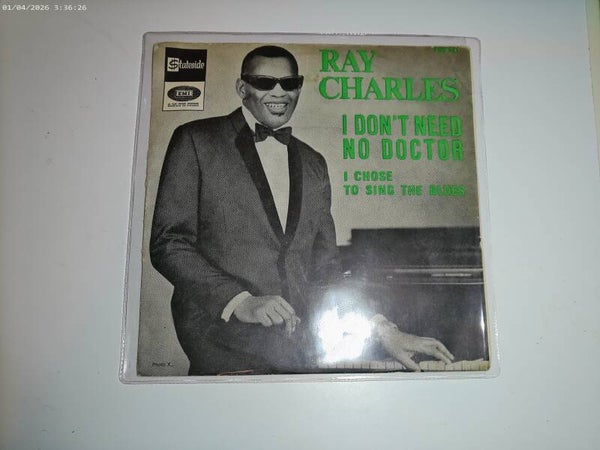 01/04/2026 3:36:26
Stateside
EMI
RAY
CHARLES
I DON'T NEED
NO DOCTOR
I CHOSE
TO SING THE BLUES
Photo X...